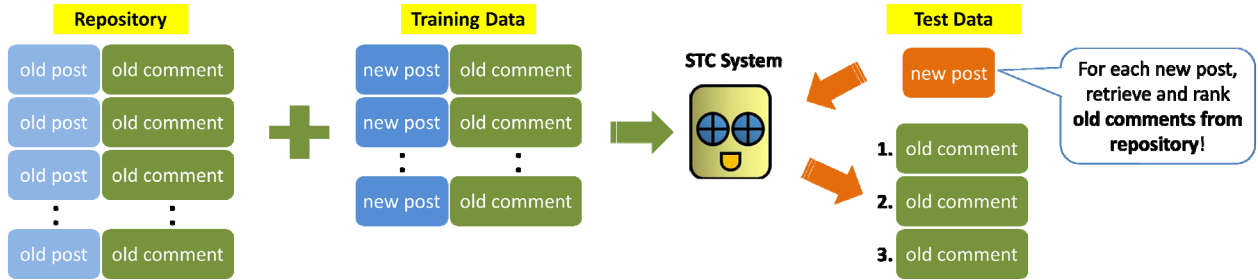 Repository
old post old comment
old post old comment
old post old comment
old post old comment
Training Data
new post old comment
new post old comment
new post old comment
STC System
Test Data
new post
For each new post,
retrieve and rank
old comments from
repository!
1. old comment
2. old comment
3. old comment